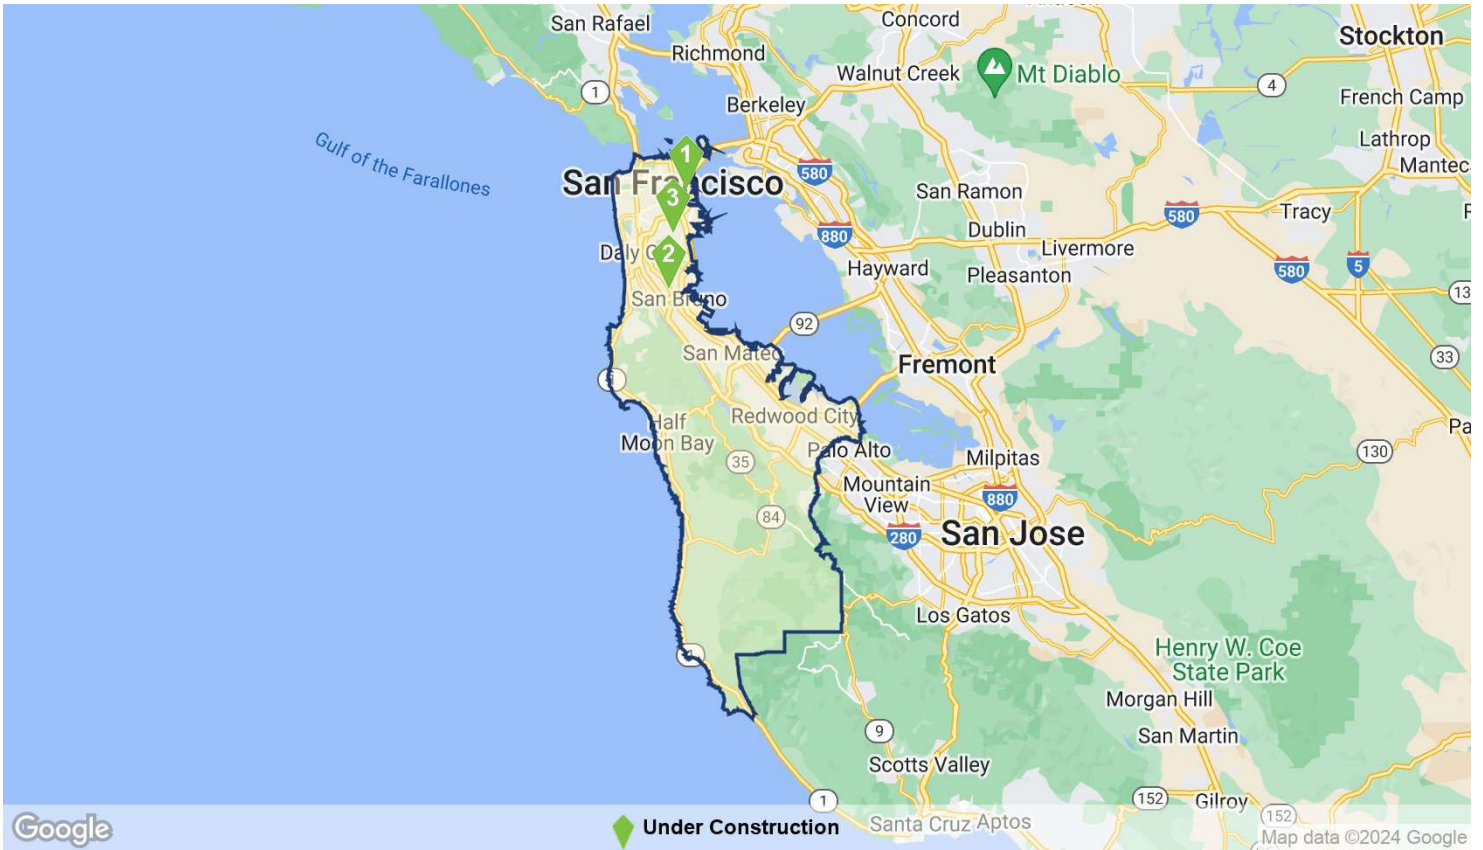 San Rafael
Concord
Richmond
Stockton
Walnut Creek
Mt Diablo
4
1
French Camp
Berkeley
Lathrop
Gulf of the Farallones
1
580
Mantec
San Francisco
San Ramon
3
580
Tracy
Dublin
880
Livermore
Daly C
2
Hayward
Pleasanton
580
5
San Bruno
13
92
San Mateo
Fremont
33
Redwood City
Half
Moon Bay
Pa
Palo Alto
130
35
Milpitas
Mountain
View
880
84
280
San Jose
Los Gatos
Henry W. Coe
State Park
Morgan Hill
9
San Martin
Scotts Valley
1
152
Gilroy
152
Google
Under Construction
Santa Cruz
Aptos
Map data ©2024 Google